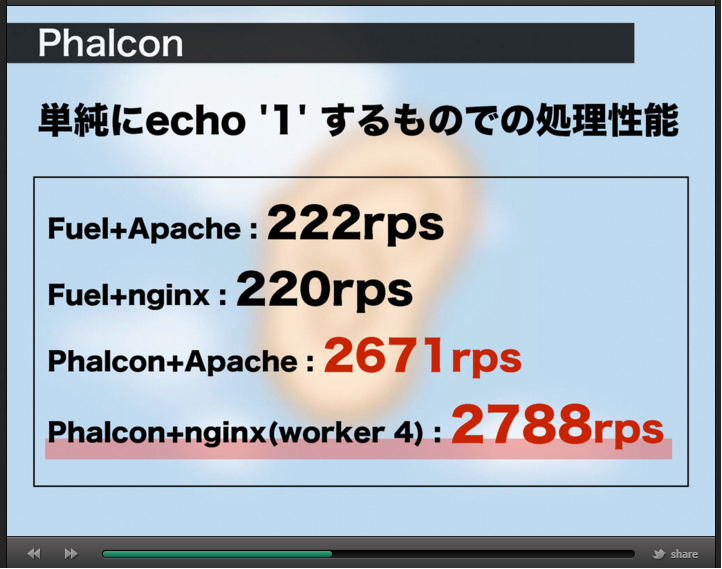 Phalcon
単純にecho '1' するものでの処理性能
Fuel+Apache : 222rps
Fuel+nginx : 220rps
Phalcon+Apache : 2671rps
Phalcon+nginx(worker 4) : 2788rps
share